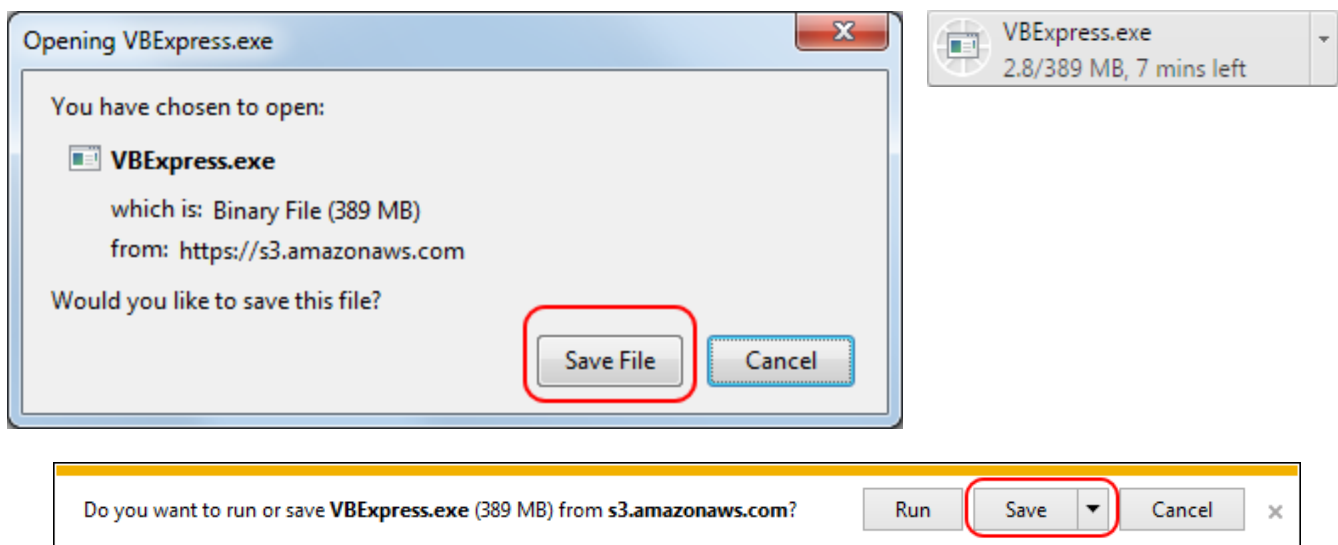 Opening VBExpress.exe
x
You have chosen to open:
VBExpress.exe
which is: Binary File (389 MB)
from: https://s3.amazonaws.com
Would you like to save this file?
Save File Cancel
VBExpress.exe
2.8/389 MB, 7 mins left
Do you want to run or save VBExpress.exe (389 MB) from s3.amazonaws.com? Run Save Cancel x